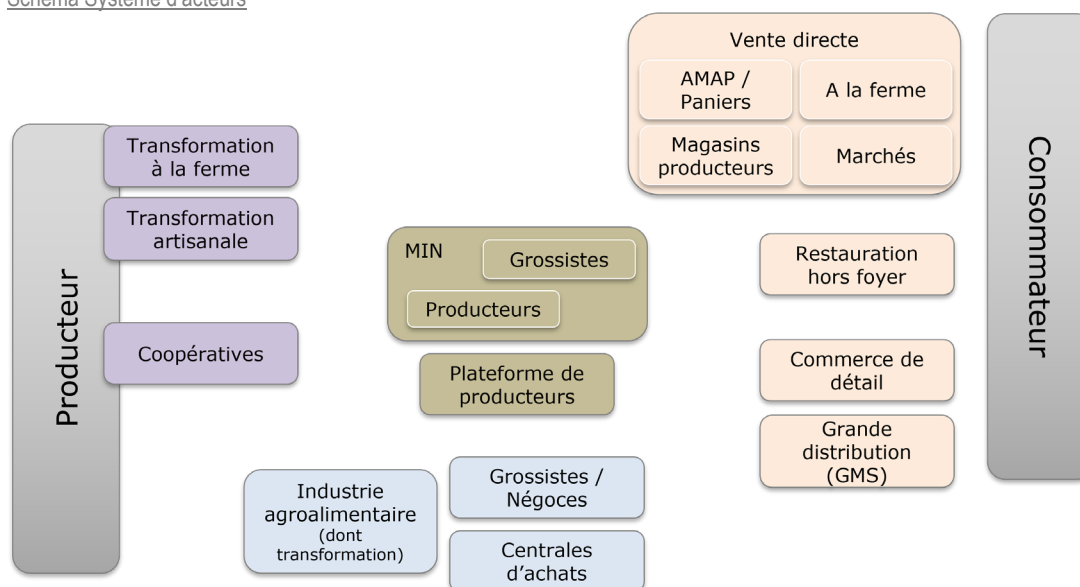 Schéma Système d'acteurs
Vente directe
AMAP /
Paniers
A la ferme
Magasins
producteurs
Marchés
Producteur
Transformation
à la ferme
Transformation
artisanale
Coopératives
MIN
Grossistes
Producteurs
Plateforme de
producteurs
Industrie
agroalimentaire
(dont
transformation)
Grossistes /
Négoces
Centrales
d'achats
Restauration
hors foyer
Commerce de
détail
Grande
distribution
(GMS)
Consommateur